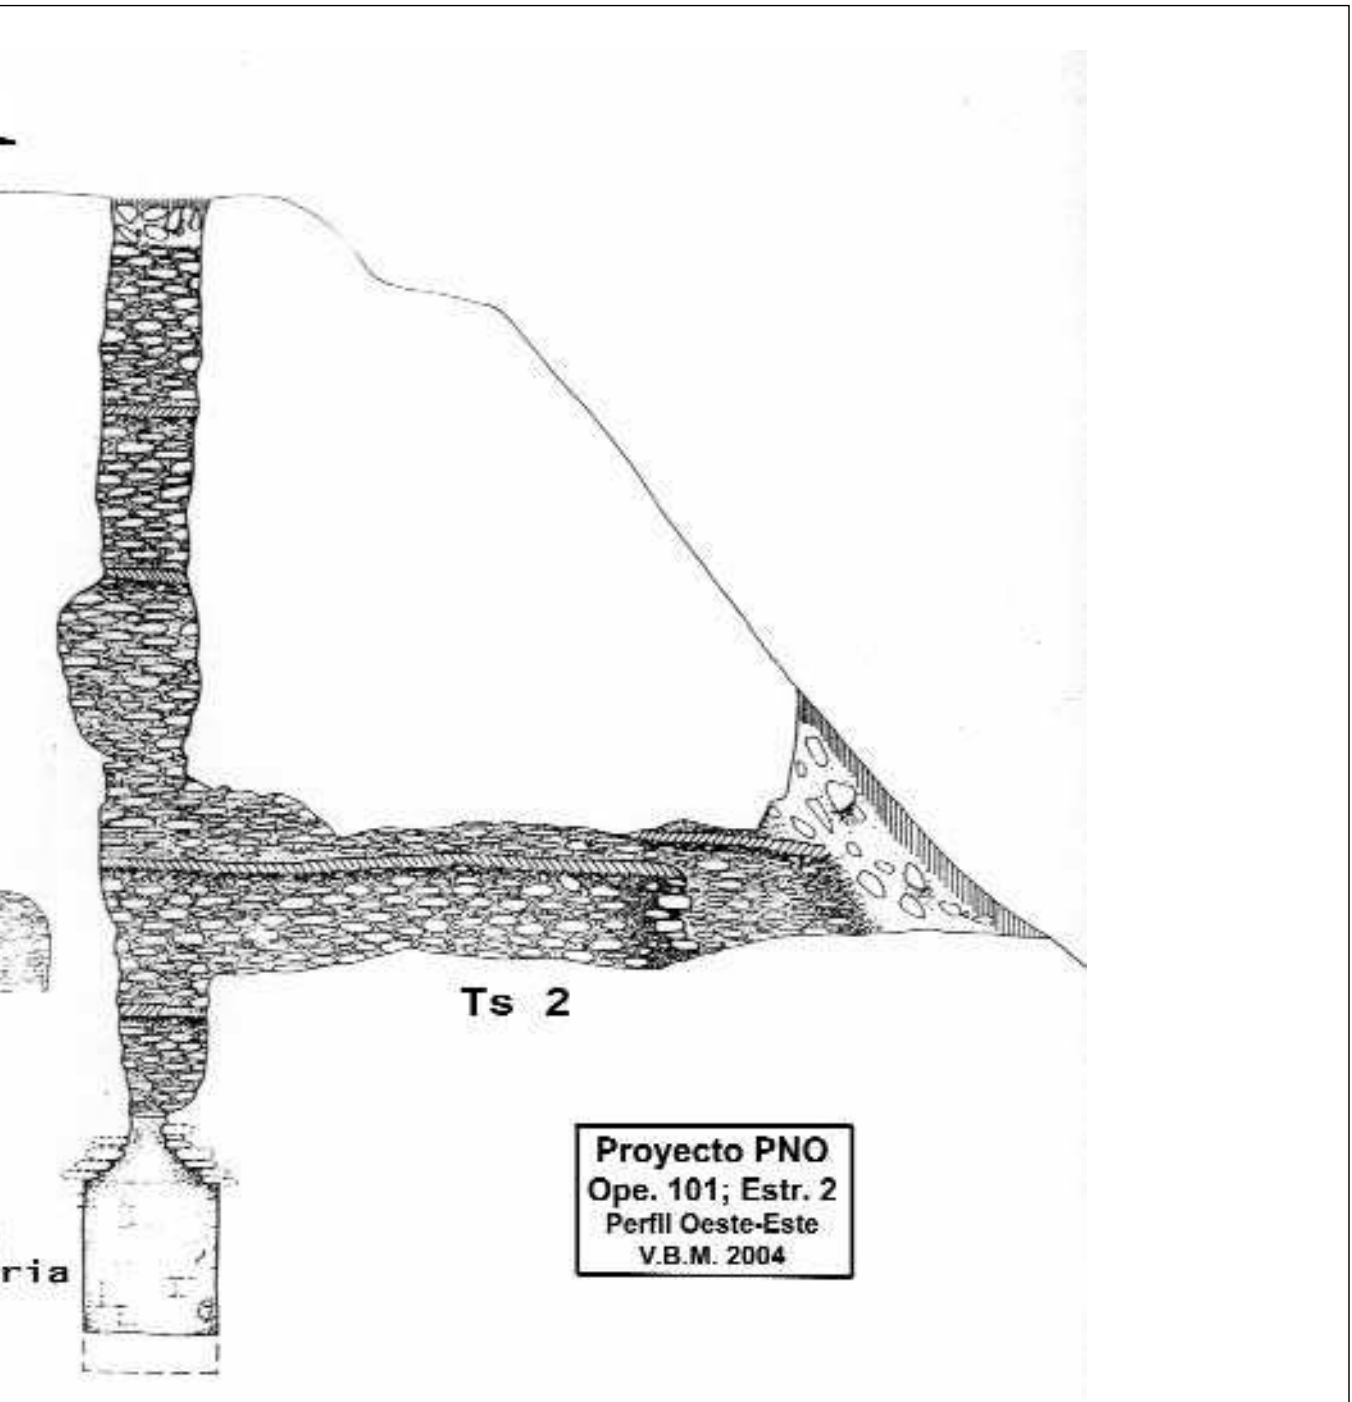 Ts 2
Proyecto PNO
Ope. 101; Estr. 2
Perfil Oeste-Este
V.B.M. 2004
ria